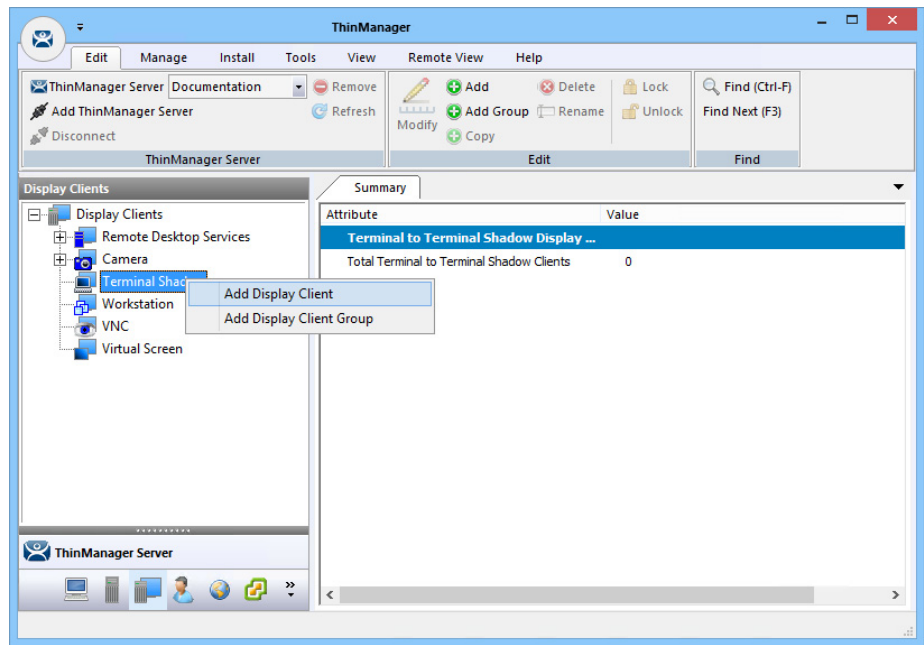 ThinManager
Edit Manage Install Tools View Remote View Help
ThinManager Server Documentation Remove Add Delete Lock Find (Ctrl-F)
Add ThinManager Server Refresh Modify Add Group Rename Unlock Find Next (F3)
Disconnect Copy
ThinManager Server Edit Find
Display Clients Summary
Display Clients Attribute Value
Remote Desktop Services Terminal to Terminal Shadow Display ...
Camera Total Terminal to Terminal Shadow Clients 0
Terminal
Add Display Client
Workstation
Add Display Client Group
VNC
Virtual Screen
ThinManager Server